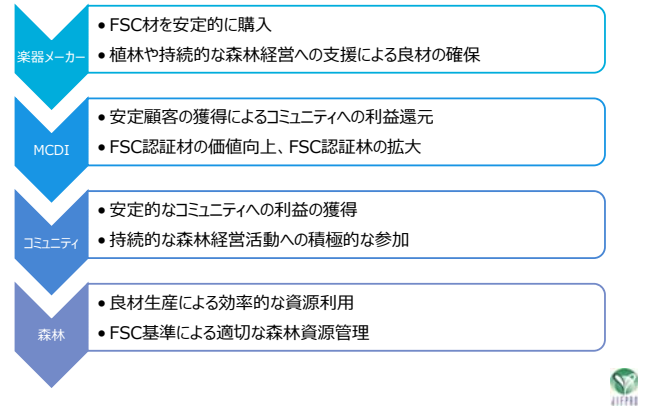 楽器メーカー
• FSC材を安定的に購入
• 植林や持続的な森林経営への支援による良材の確保
MCDI
• 安定顧客の獲得によるコミュニティへの利益還元
• FSC認証材の価値向上、FSC認証林の拡大
コミュニティ
• 安定的なコミュニティへの利益の獲得
• 持続的な森林経営活動への積極的な参加
森林
• 良材生産による効率的な資源利用
• FSC基準による適切な森林資源管理
JIFPRO